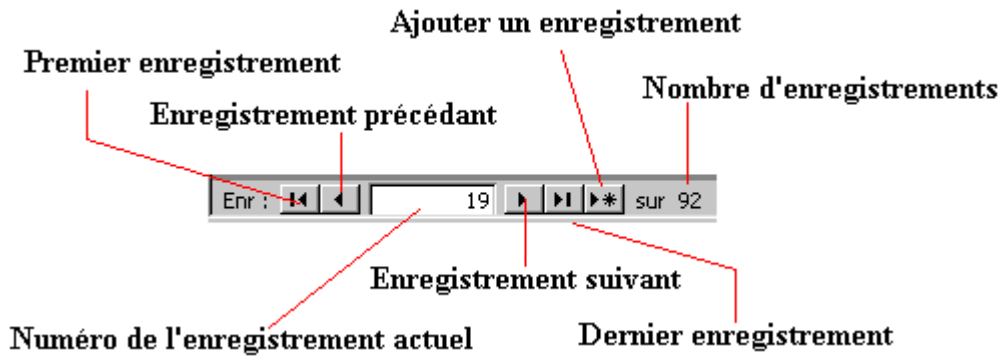 Ajouter un enregistrement
Premier enregistrement
Nombre d'enregistrements
Enregistrement précédant
Enr : 19 sur 92
Enregistrement suivant
Numéro de l'enregistrement actuel
Dernier enregistrement